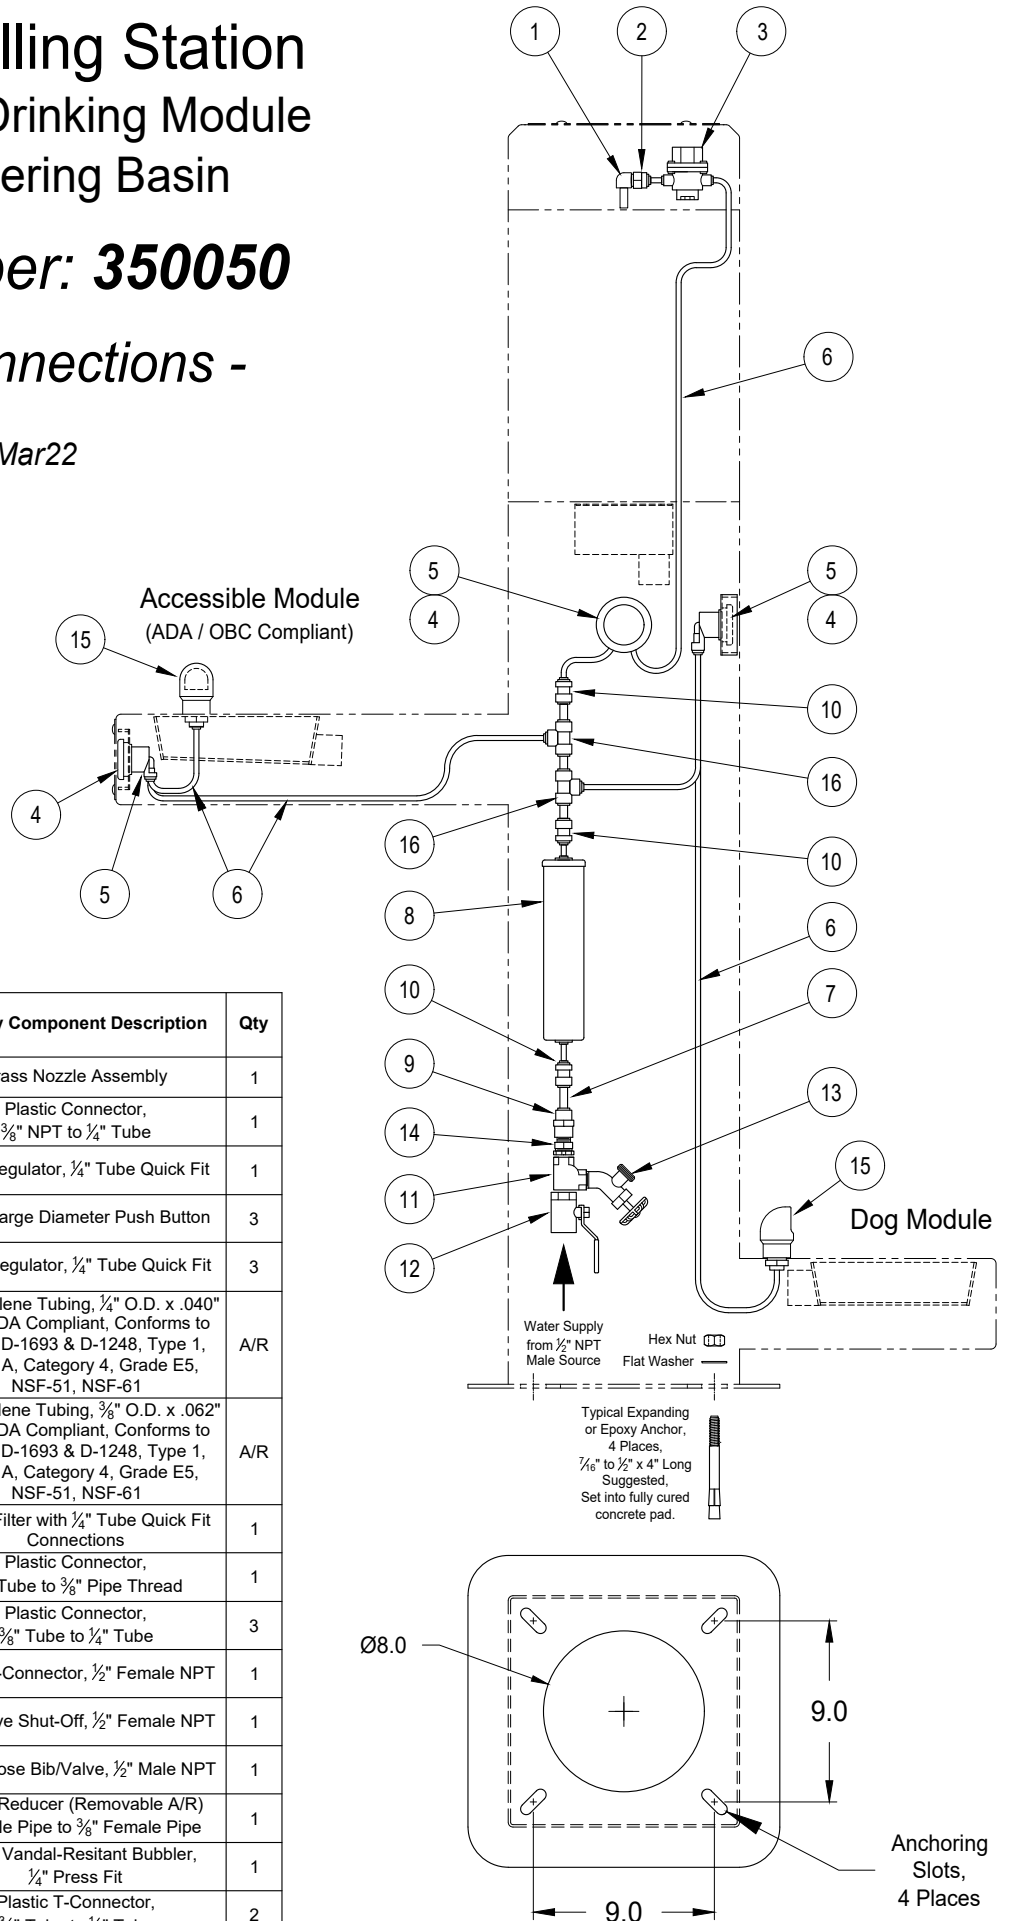 lling Station
Drinking Module
ering Basin
er: 350050
nnections -
Mar22
1
2
3
6
5
4
5
4
Accessible Module
(ADA / OBC Compliant)
15
10
16
4
16
10
5
6
8
6
10
7
9
13
14
15
11
Dog Module
12
Water Supply
from ½" NPT
Male Source
Hex Nut
Flat Washer
Typical Expanding
or Epoxy Anchor,
4 Places,
7⁄16" to ½" x 4" Long
Suggested,
Set into fully cured
concrete pad.
Component Description Qty
ass Nozzle Assembly 1
Plastic Connector,
⅜" NPT to ¼" Tube 1
egulator, ¼" Tube Quick Fit 1
arge Diameter Push Button 3
egulator, ¼" Tube Quick Fit 3
lene Tubing, ¼" O.D. x .040"
DA Compliant, Conforms to
D-1693 & D-1248, Type 1,
A, Category 4, Grade E5,
NSF-51, NSF-61 A/R
lene Tubing, ⅜" O.D. x .062"
DA Compliant, Conforms to
D-1693 & D-1248, Type 1,
A, Category 4, Grade E5,
NSF-51, NSF-61 A/R
ilter with ¼" Tube Quick Fit
Connections 1
Plastic Connector,
Tube to ⅜" Pipe Thread 1
Plastic Connector,
⅜" Tube to ¼" Tube 3
-Connector, ½" Female NPT 1
ve Shut-Off, ½" Female NPT 1
ose Bib/Valve, ½" Male NPT 1
Reducer (Removable A/R)
le Pipe to ⅜" Female Pipe 1
Vandal-Resitant Bubbler,
¼" Press Fit 1
Plastic T-Connector,
2
Ø8.0
9.0
9.0
Anchoring
Slots,
4 Places